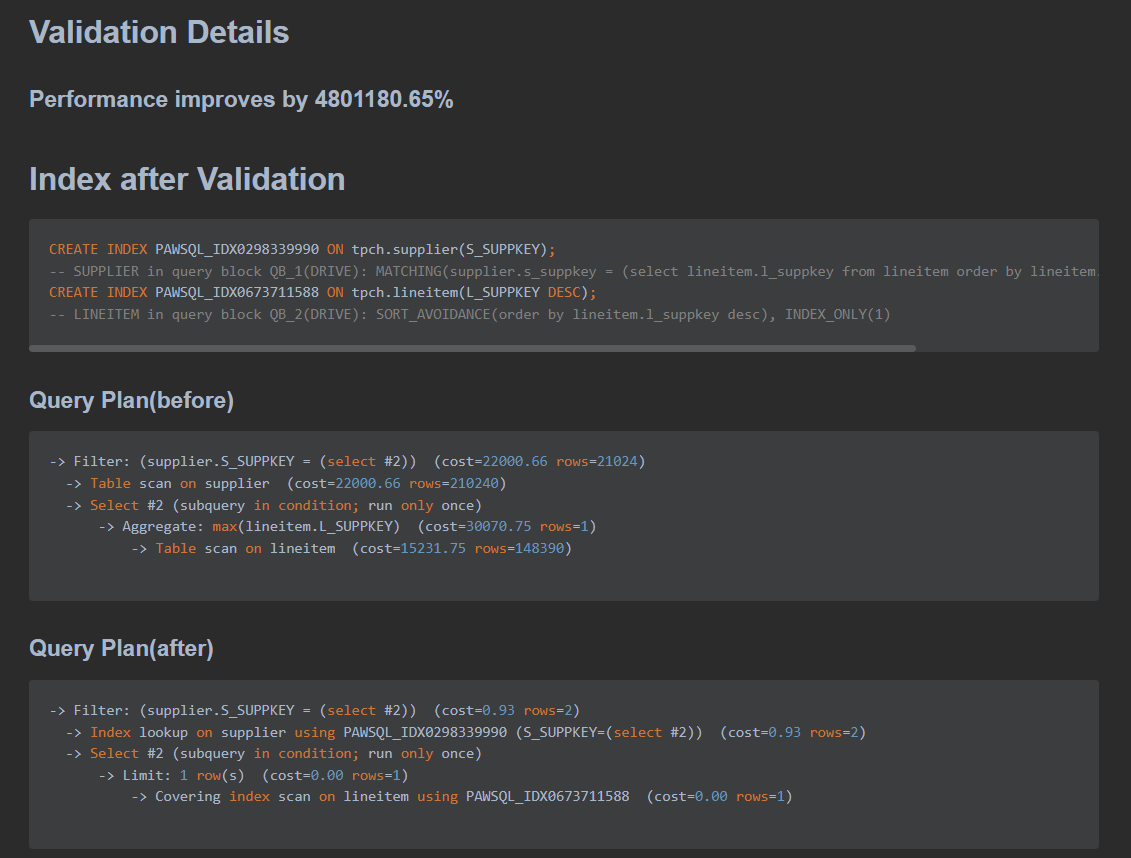 Validation Details
Performance improves by 4801180.65%
Index after Validation
CREATE INDEX PAWSQL_IDX0298339990 ON tpch.supplier(S_SUPPKEY);
-- SUPPLIER in query block QB_1(DRIVE): MATCHING(supplier.s_suppkey = (select lineitem.l_suppkey from lineitem order by lineitem.
CREATE INDEX PAWSQL_IDX0673711588 ON tpch.lineitem(L_SUPPKEY DESC);
-- LINEITEM in query block QB_2(DRIVE): SORT_AVOIDANCE(order by lineitem.l_suppkey desc), INDEX_ONLY(1)
Query Plan(before)
-> Filter: (supplier.S_SUPPKEY = (select #2))  (cost=22000.66 rows=21024)
  -> Table scan on supplier  (cost=22000.66 rows=210240)
  -> Select #2 (subquery in condition; run only once)
      -> Aggregate: max(lineitem.L_SUPPKEY)  (cost=30070.75 rows=1)
          -> Table scan on lineitem  (cost=15231.75 rows=148390)
Query Plan(after)
-> Filter: (supplier.S_SUPPKEY = (select #2))  (cost=0.93 rows=2)
  -> Index lookup on supplier using PAWSQL_IDX0298339990 (S_SUPPKEY=(select #2))  (cost=0.93 rows=2)
  -> Select #2 (subquery in condition; run only once)
      -> Limit: 1 row(s)  (cost=0.00 rows=1)
          -> Covering index scan on lineitem using PAWSQL_IDX0673711588  (cost=0.00 rows=1)